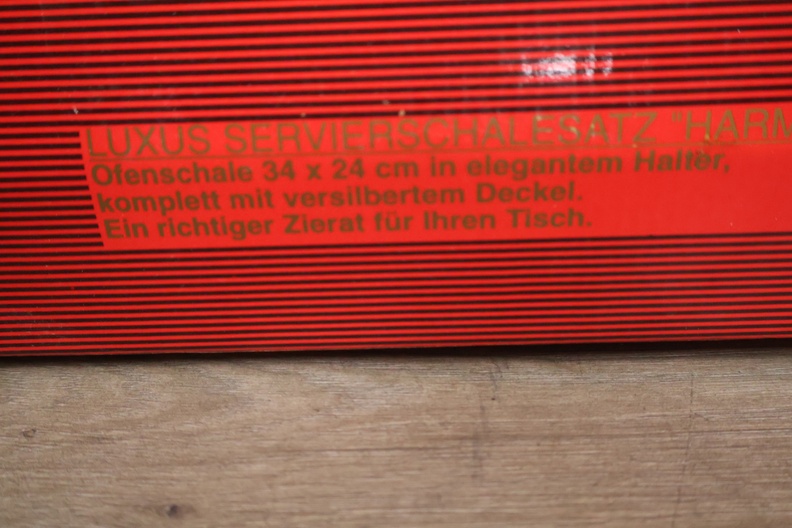 LUXUS SERVIERSCHALESATZ "HARM
Ofenschale 34 x 24 cm in elegantem Halter,
komplett mit versilbertem Deckel.
Ein richtiger Zierat für Ihren Tisch.